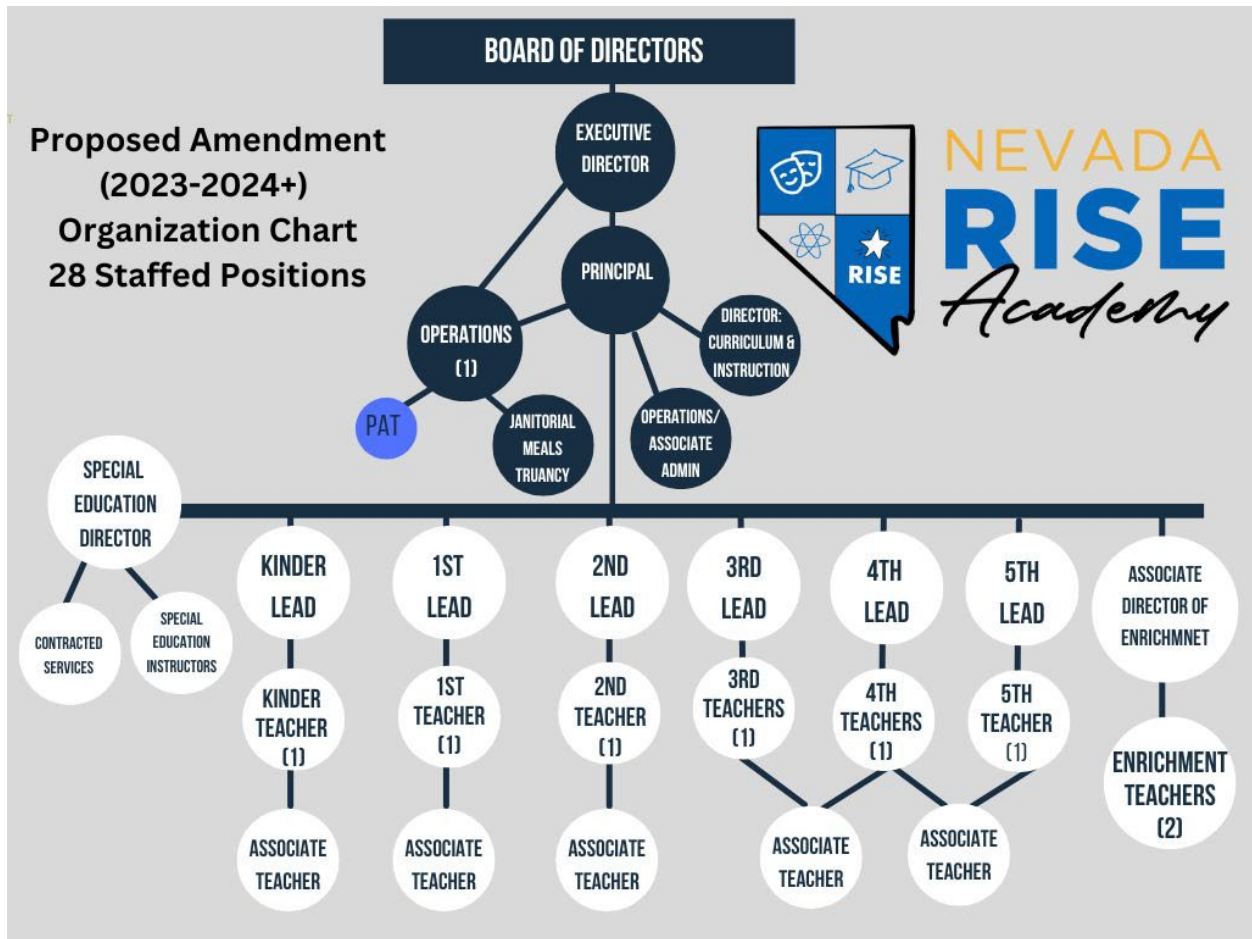 BOARD OF DIRECTORS
T
Proposed Amendment
(2023-2024+)
Organization Chart
28 Staffed Positions
EXECUTIVE
DIRECTOR
NEVADA
RISE
Academy
RISE
PRINCIPAL
OPERATIONS
(1)
DIRECTOR:
CURRICULUM &
INSTRUCTION
PAT
JANITORIAL
MEALS
TRUANCY
OPERATIONS/
ASSOCIATE
ADMIN
SPECIAL
EDUCATION
DIRECTOR
CONTRACTED
SERVICES
SPECIAL
EDUCATION
INSTRUCTORS
KINDER
LEAD
1ST
LEAD
2ND
LEAD
3RD
LEAD
4TH
LEAD
5TH
LEAD
ASSOCIATE
DIRECTOR OF
ENRICHMNET
KINDER
TEACHER
(1)
1ST
TEACHER
(1)
2ND
TEACHER
(1)
3RD
TEACHERS
(1)
4TH
TEACHERS
(1)
5TH
TEACHER
(1)
ENRICHMENT
TEACHERS
(2)
ASSOCIATE
TEACHER
ASSOCIATE
TEACHER
ASSOCIATE
TEACHER
ASSOCIATE
TEACHER
ASSOCIATE
TEACHER